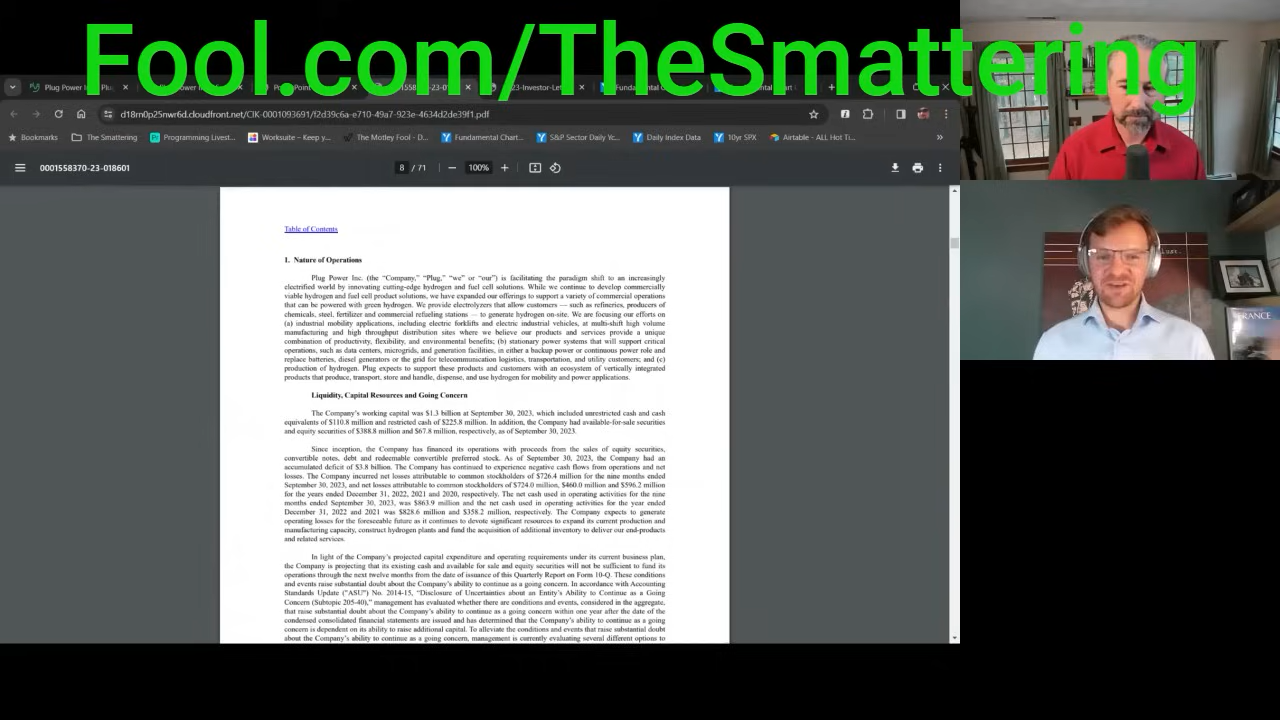 Fool.com/TheSmattering
Plug Power In
Plug
Fundamental C
d18rn0p25nwr6d.cloudfront.net/CIK-0001093691/f2d39c6a-e710-49a7-923e-4634d2de39f1.pdf
Bookmarks
The Smattering
Programming Livest...
Worksuite – Keep y...
The Motley Fool -...
Fundamental Chart...
S&P Sector Daily Yc...
Daily Index Data
10yr SPX
Airtable - ALL Hot Ti...
0001558370-23-018601
8 / 71
100%
Table of Contents
1. Nature of Operations
Plug Power Inc. (the “Company,” “Plug,” “we” or “our”) is facilitating the paradigm shift to an increasingly
electrified world by innovating cutting-edge hydrogen and fuel cell solutions. While we continue to develop commercially
viable hydrogen and fuel cell product solutions, we have expanded our offerings to support a variety of commercial operations
that can be powered with green hydrogen. We provide electrolyzers that allow customers — such as refineries, producers of
chemicals, steel, fertilizer and commercial refueling stations — to generate hydrogen on-site. We are focusing our efforts on
(a) industrial mobility applications, including electric forklifts and electric industrial vehicles, at multi-shift high volume
manufacturing and high throughput distribution sites where we believe our products and services provide a unique
combination of productivity, flexibility, and environmental benefits; (b) stationary power systems that will support critical
operations, such as data centers, microgrids, and generation facilities, in either a backup power or continuous power role and
replace batteries, diesel generators or the grid for telecommunication logistics, transportation, and utility customers; and (c)
production of hydrogen. Plug expects to support these products and customers with an ecosystem of vertically integrated
products that produce, transport, store and handle, dispense, and use hydrogen for mobility and power applications.
Liquidity, Capital Resources and Going Concern
The Company’s working capital was $1.3 billion at September 30, 2023, which included unrestricted cash and cash
equivalents of $110.8 million and restricted cash of $225.8 million. In addition, the Company had available-for-sale securities
and equity securities of $388.8 million and $67.8 million, respectively, as of September 30, 2023.
Since inception, the Company has financed its operations with proceeds from the sales of equity securities,
convertible notes, debt and redeemable convertible preferred stock. As of September 30, 2023, the Company had an
accumulated deficit of $3.8 billion. The Company has continued to experience negative cash flows from operations and net
losses. The Company incurred net losses attributable to common stockholders of $726.4 million for the nine months ended
September 30, 2023, and net losses attributable to common stockholders of $724.0 million, $460.0 million and $596.2 million
for the years ended December 31, 2022, 2021 and 2020, respectively. The net cash used in operating activities for the nine
months ended September 30, 2023, was $863.9 million and the net cash used in operating activities for the year ended
December 31, 2022 and 2021 was $828.6 million and $358.2 million, respectively. The Company expects to generate
operating losses for the foreseeable future as it continues to devote significant resources to expand its current production and
manufacturing capacity, construct hydrogen plants and fund the acquisition of additional inventory to deliver our end-products
and related services.
In light of the Company’s projected capital expenditure and operating requirements under its current business plan,
the Company is projecting that its existing cash and available for sale and equity securities will not be sufficient to fund its
operations through the next twelve months from the date of issuance of this Quarterly Report on Form 10-Q. These conditions
and events raise substantial doubt about the Company’s ability to continue as a going concern. In accordance with Accounting
Standards Update ("ASU") No. 2014-15, “Disclosure of Uncertainties about an Entity’s Ability to Continue as a Going
Concern (Subtopic 205-40),” management has evaluated whether there are conditions and events, considered in the aggregate,
that raise substantial doubt about the Company’s ability to continue as a going concern within one year after the date of the
condensed consolidated financial statements are issued and has determined that the Company’s ability to continue as a going
concern is dependent on its ability to raise additional capital. To alleviate the conditions and events that raise substantial doubt
about the Company’s ability to continue as a going concern, management is currently evaluating several different options to
FRANCE